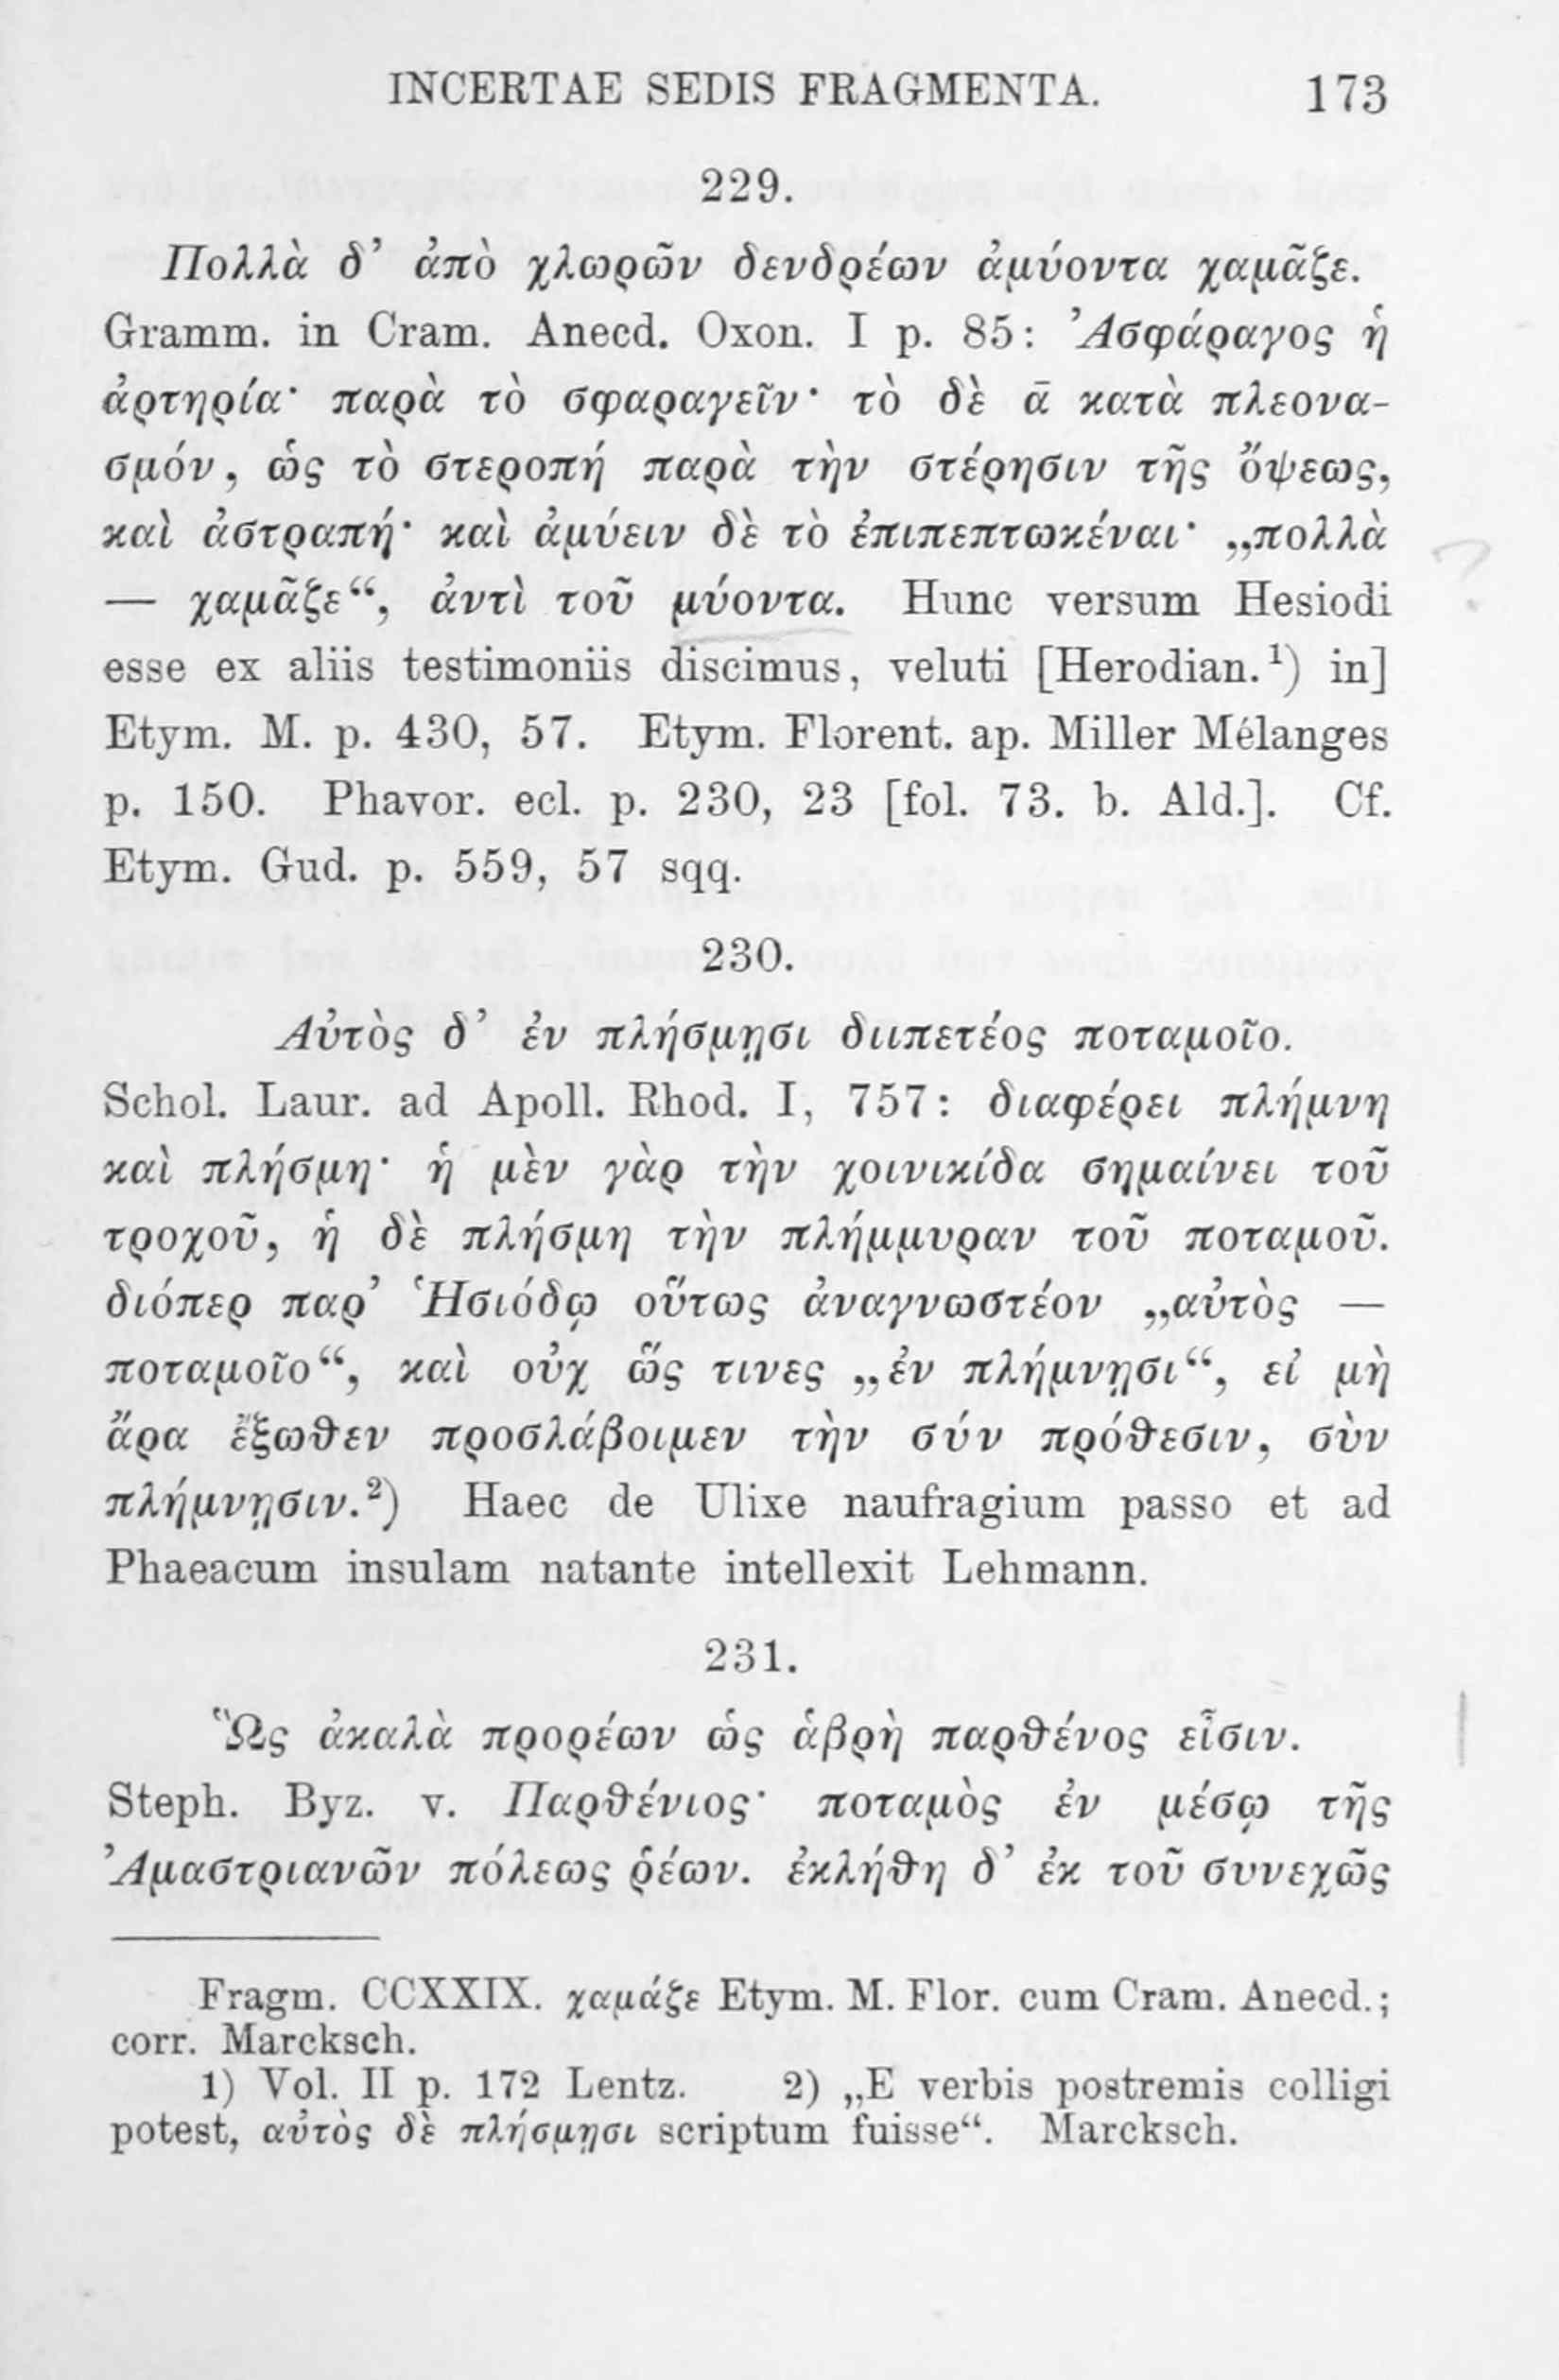 INCERTAE SEDIS FRAGMENTA. 173
229.
Πολλὰ δ’ ἀπὸ χλωρῶν δενδρέων ἀμύοντα χαμᾶζε.
Gramm. in Cram. Anecd. Oxon. I p. 85: Ἀσφάραγος ἡ
ἀρτηρία· παρὰ τὸ σφαραγεῖν· τὸ δὲ ᾱ κατὰ πλεονα-
σμόν, ὡς τὸ στεροπή παρὰ τὴν στέρησιν τῆς ὄψεως,
καὶ ἀστραπή· καὶ ἀμύειν δὲ τὸ ἐπιπεπτωκέναι· „πολλὰ
— χαμᾶζε“, ἀντὶ τοῦ μύοντα. Hunc versum Hesiodi
esse ex aliis testimoniis discimus, veluti [Herodian.¹) in]
Etym. M. p. 430, 57. Etym. Florent. ap. Miller Mélanges
p. 150. Phavor. ecl. p. 230, 23 [fol. 73. b. Ald.]. Cf.
Etym. Gud. p. 559, 57 sqq.
230.
Αὐτὸς δ’ ἐν πλήσμῃσι διιπετέος ποταμοῖο.
Schol. Laur. ad Apoll. Rhod. I, 757: διαφέρει πλήμνη
καὶ πλήσμη· ἡ μὲν γὰρ τὴν χοινικίδα σημαίνει τοῦ
τροχοῦ, ἡ δὲ πλήσμη τὴν πλήμμυραν τοῦ ποταμοῦ.
διόπερ παρ’ Ἡσιόδῳ οὕτως ἀναγνωστέον „αὐτὸς —
ποταμοῖο“, καὶ οὐχ ὥς τινες „ἐν πλήμνῃσι“, εἰ μὴ
ἄρα ἔξωθεν προσλάβοιμεν τὴν σύν πρόθεσιν, σὺν
πλήμνῃσιν.²) Haec de Ulixe naufragium passo et ad
Phaeacum insulam natante intellexit Lehmann.
231.
Ὣς ἀκαλὰ προρέων ὡς ἁβρὴ παρθένος εἶσιν.
Steph. Byz. v. Παρθένιος· ποταμὸς ἐν μέσῳ τῆς
Ἀμαστριανῶν πόλεως ῥέων. ἐκλήθη δ’ ἐκ τοῦ συνεχῶς
Fragm. CCXXIX. χαμάζε Etym. M. Flor. cum Cram. Anecd.;
corr. Marcksch.
1) Vol. II p. 172 Lentz. 2) „E verbis postremis colligi
potest, αὐτὸς δὲ πλήσμῃσι scriptum fuisse“. Marcksch.